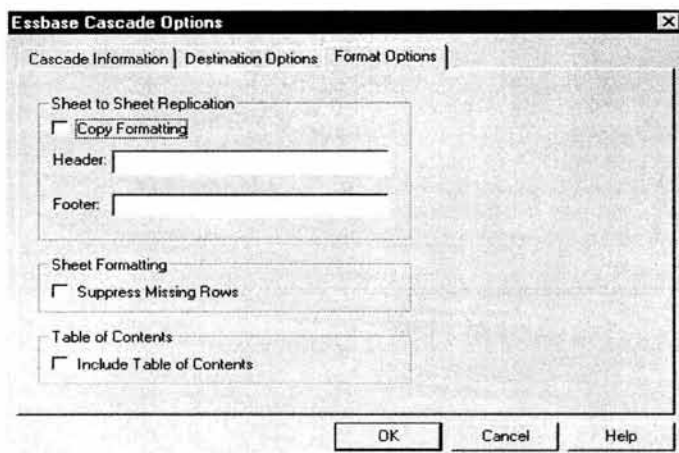 Essbase Cascade Options
Cascade Information Destination Options Format Options
Sheet to Sheet Replication
Copy Formatting
Header:
Footer:
Sheet Formatting
Suppress Missing Rows
Table of Contents
Include Table of Contents
OK Cancel Help